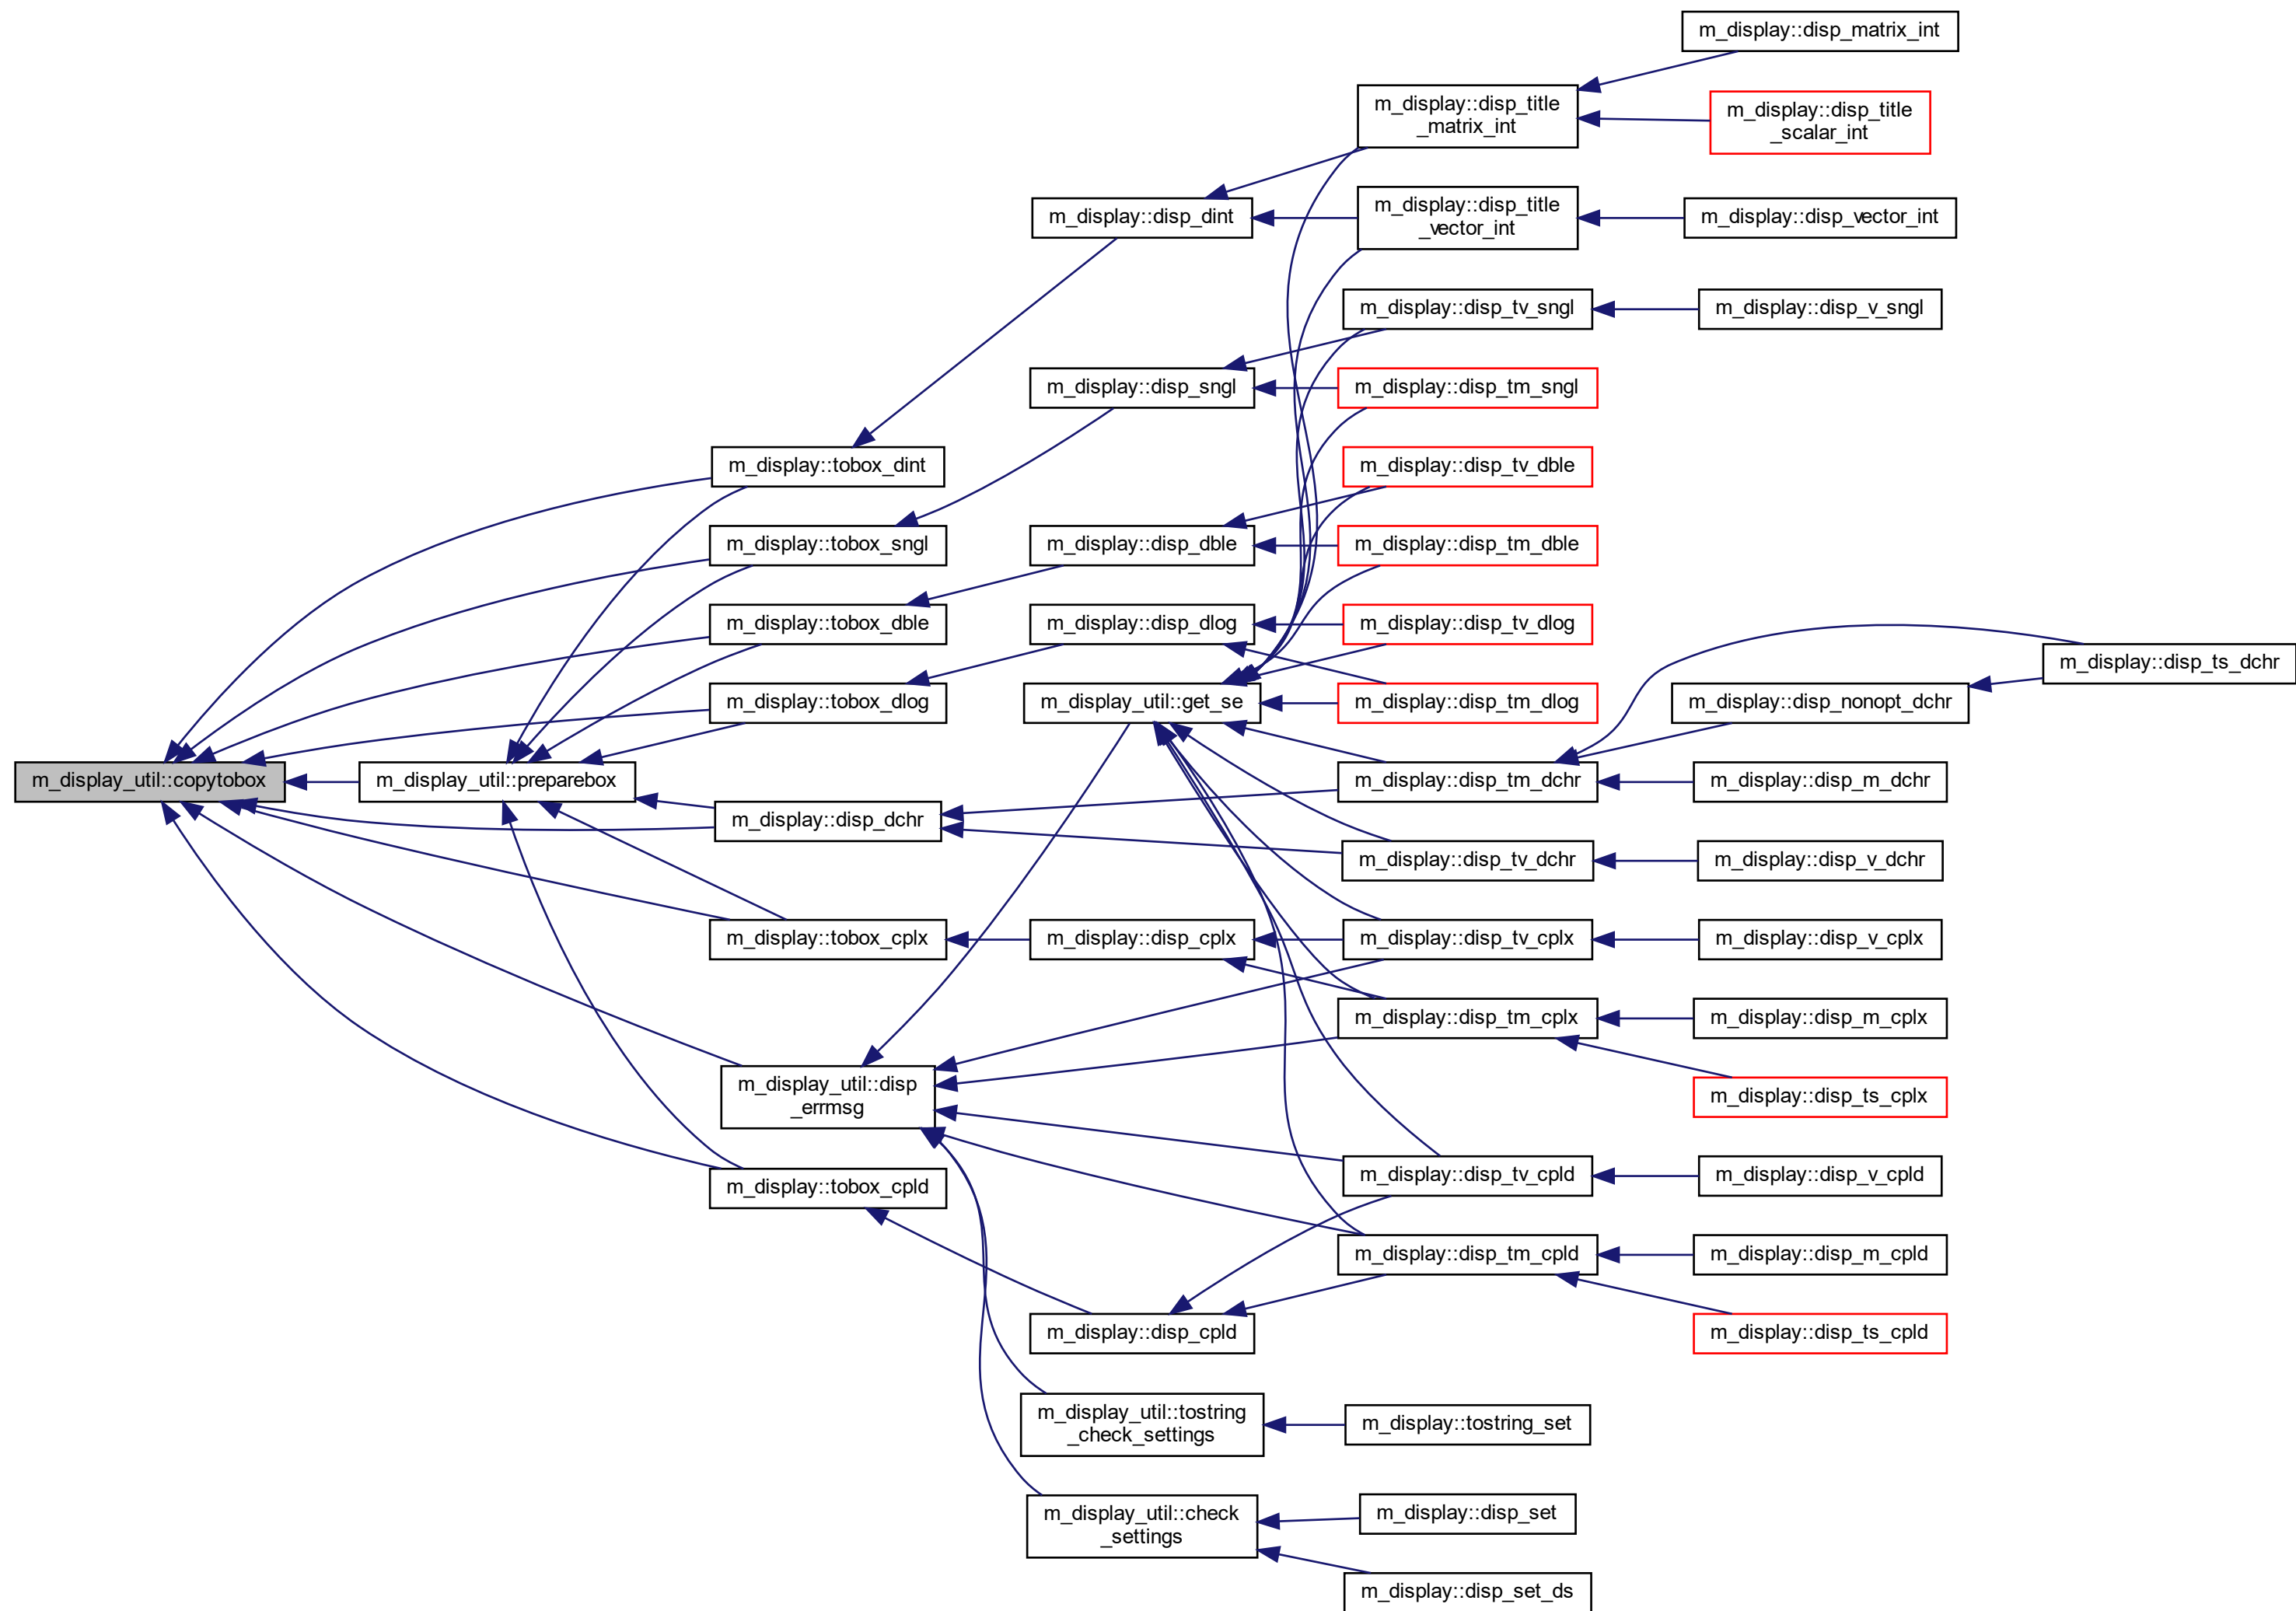 m_display::disp_matrix_int
m_display::disp_title
_matrix_int
m_display::disp_title
_scalar_int
m_display::disp_dint
m_display::disp_title
_vector_int
m_display::disp_vector_int
m_display::disp_tv_sngl
m_display::disp_v_sngl
m_display::disp_sngl
m_display::disp_tm_sngl
m_display::tobox_dint
m_display::disp_tv_dble
m_display::tobox_sngl
m_display::disp_dble
m_display::disp_tm_dble
m_display::tobox_dble
m_display::disp_dlog
m_display::disp_tv_dlog
m_display::disp_ts_dchr
m_display::tobox_dlog
m_display_util::get_se
m_display::disp_tm_dlog
m_display::disp_nonopt_dchr
m_display_util::copytobox
m_display_util::preparebox
m_display::disp_tm_dchr
m_display::disp_m_dchr
m_display::disp_dchr
m_display::disp_tv_dchr
m_display::disp_v_dchr
m_display::tobox_cplx
m_display::disp_cplx
m_display::disp_tv_cplx
m_display::disp_v_cplx
m_display::disp_tm_cplx
m_display::disp_m_cplx
m_display_util::disp
_errmsg
m_display::disp_ts_cplx
m_display::tobox_cpld
m_display::disp_tv_cpld
m_display::disp_v_cpld
m_display::disp_tm_cpld
m_display::disp_m_cpld
m_display::disp_cpld
m_display::disp_ts_cpld
m_display_util::tostring
_check_settings
m_display::tostring_set
m_display_util::check
_settings
m_display::disp_set
m_display::disp_set_ds